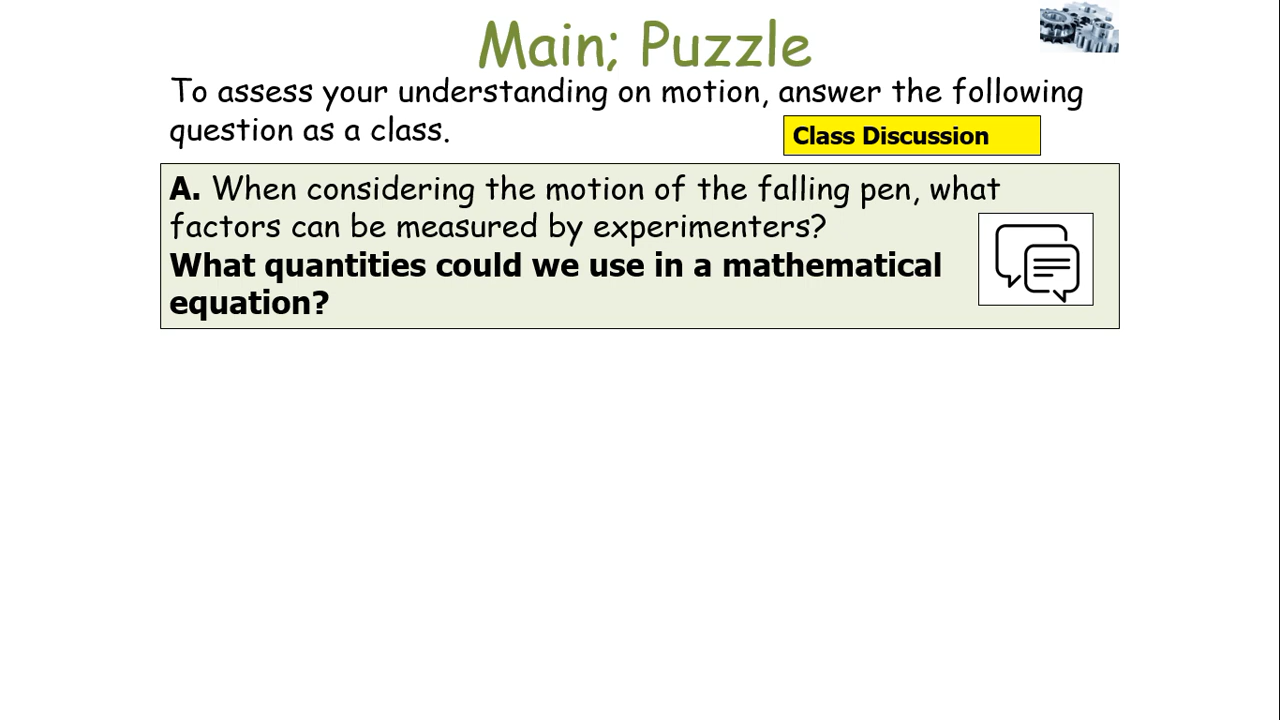 Main; Puzzle
To assess your understanding on motion, answer the following
question as a class.
Class Discussion
A. When considering the motion of the falling pen, what
factors can be measured by experimenters?
What quantities could we use in a mathematical
equation?